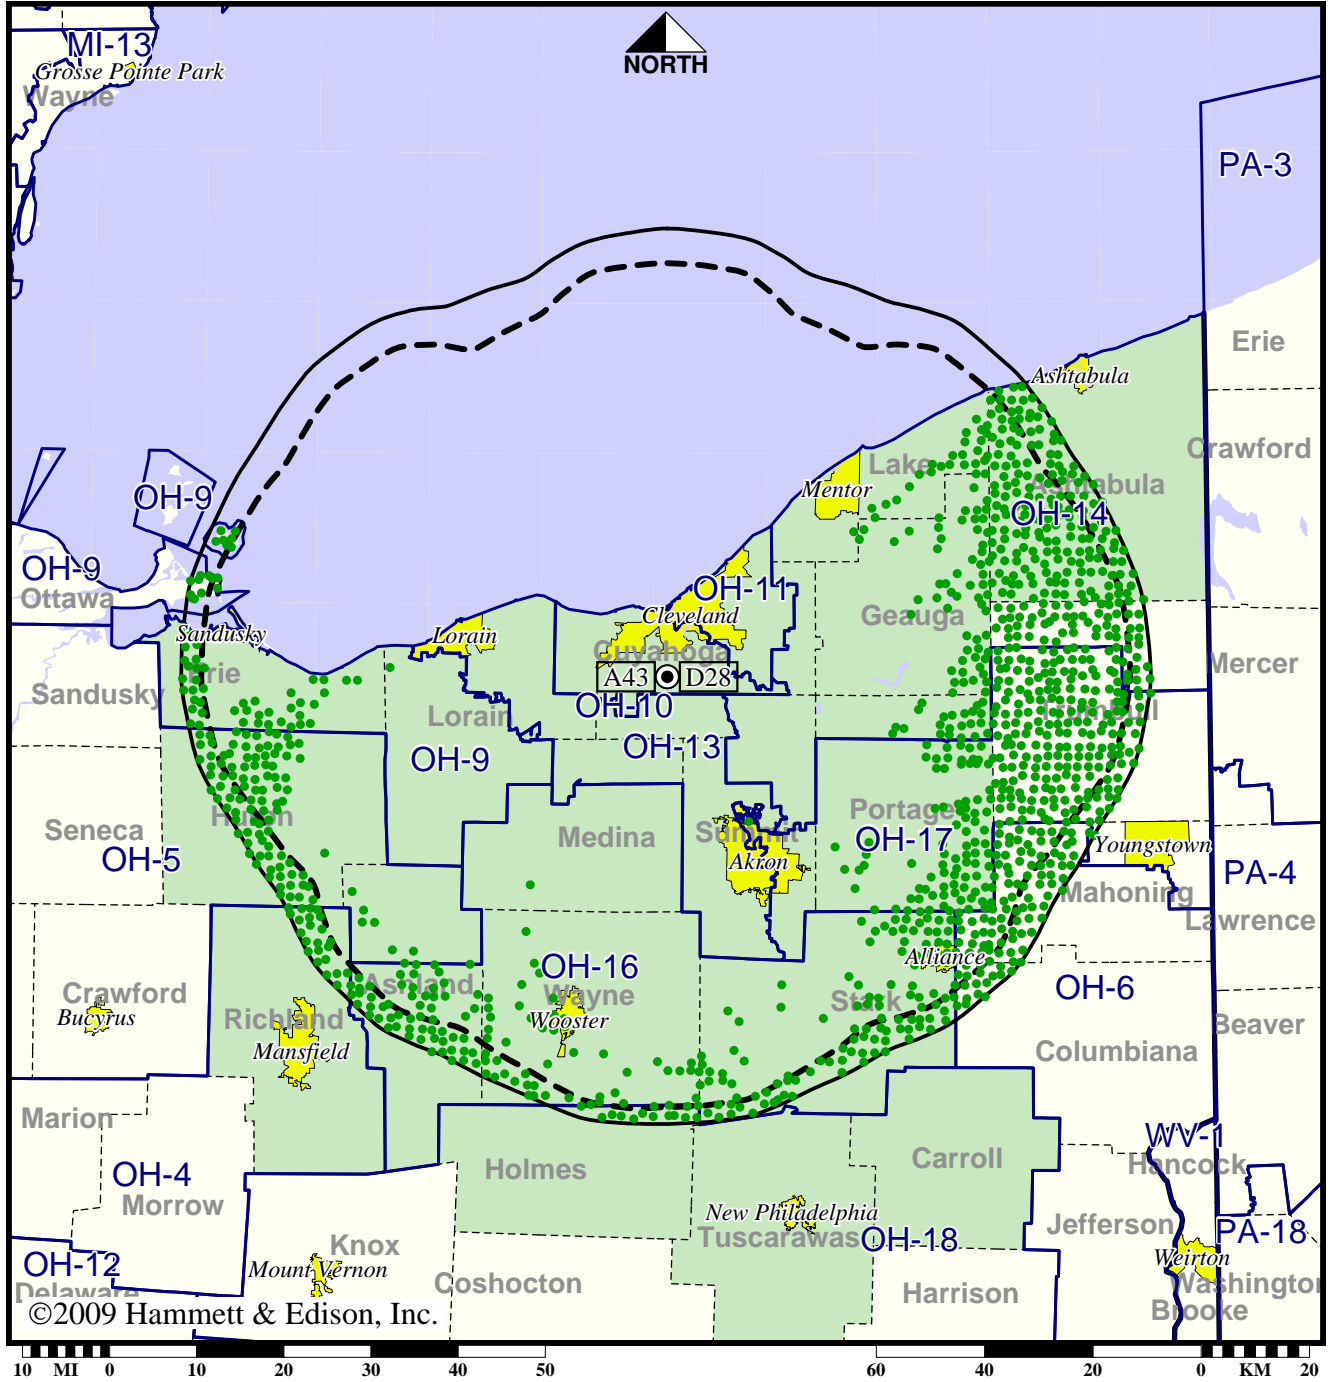 MI-13
Grosse Pointe Park
Wayne
NORTH
PA-3
Erie
Ashtabula
Crawford
Lake
Mentor
Ashtabula
OH-14
OH-9
OH-9
Ottawa
OH-11
Cleveland
Geauga
Sandusky
Lorain
Cuyahoga
Mercer
Erie
A43
D28
Sandusky
Lorain
OH-10
Trumbull
OH-13
OH-9
Seneca
OH-5
Huron
Medina
Summit
Akron
Portage
OH-17
Youngstown
PA-4
Mahoning
Lawrence
Alliance
OH-16
Ashland
Wayne
Wooster
Stark
OH-6
Crawford
Bucyrus
Richland
Mansfield
Beaver
Columbiana
Marion
OH-4
Morrow
Holmes
Carroll
WV-1
Hancock
New Philadelphia
Tuscarawas
OH-18
Jefferson
PA-18
Weirton
OH-12
Delaware
Knox
Mount Vernon
Coshocton
Harrison
Washington
Brooke
©2009 Hammett & Edison, Inc.
10 MI 0 10 20 30 40 50
60 40 20 0 KM 20